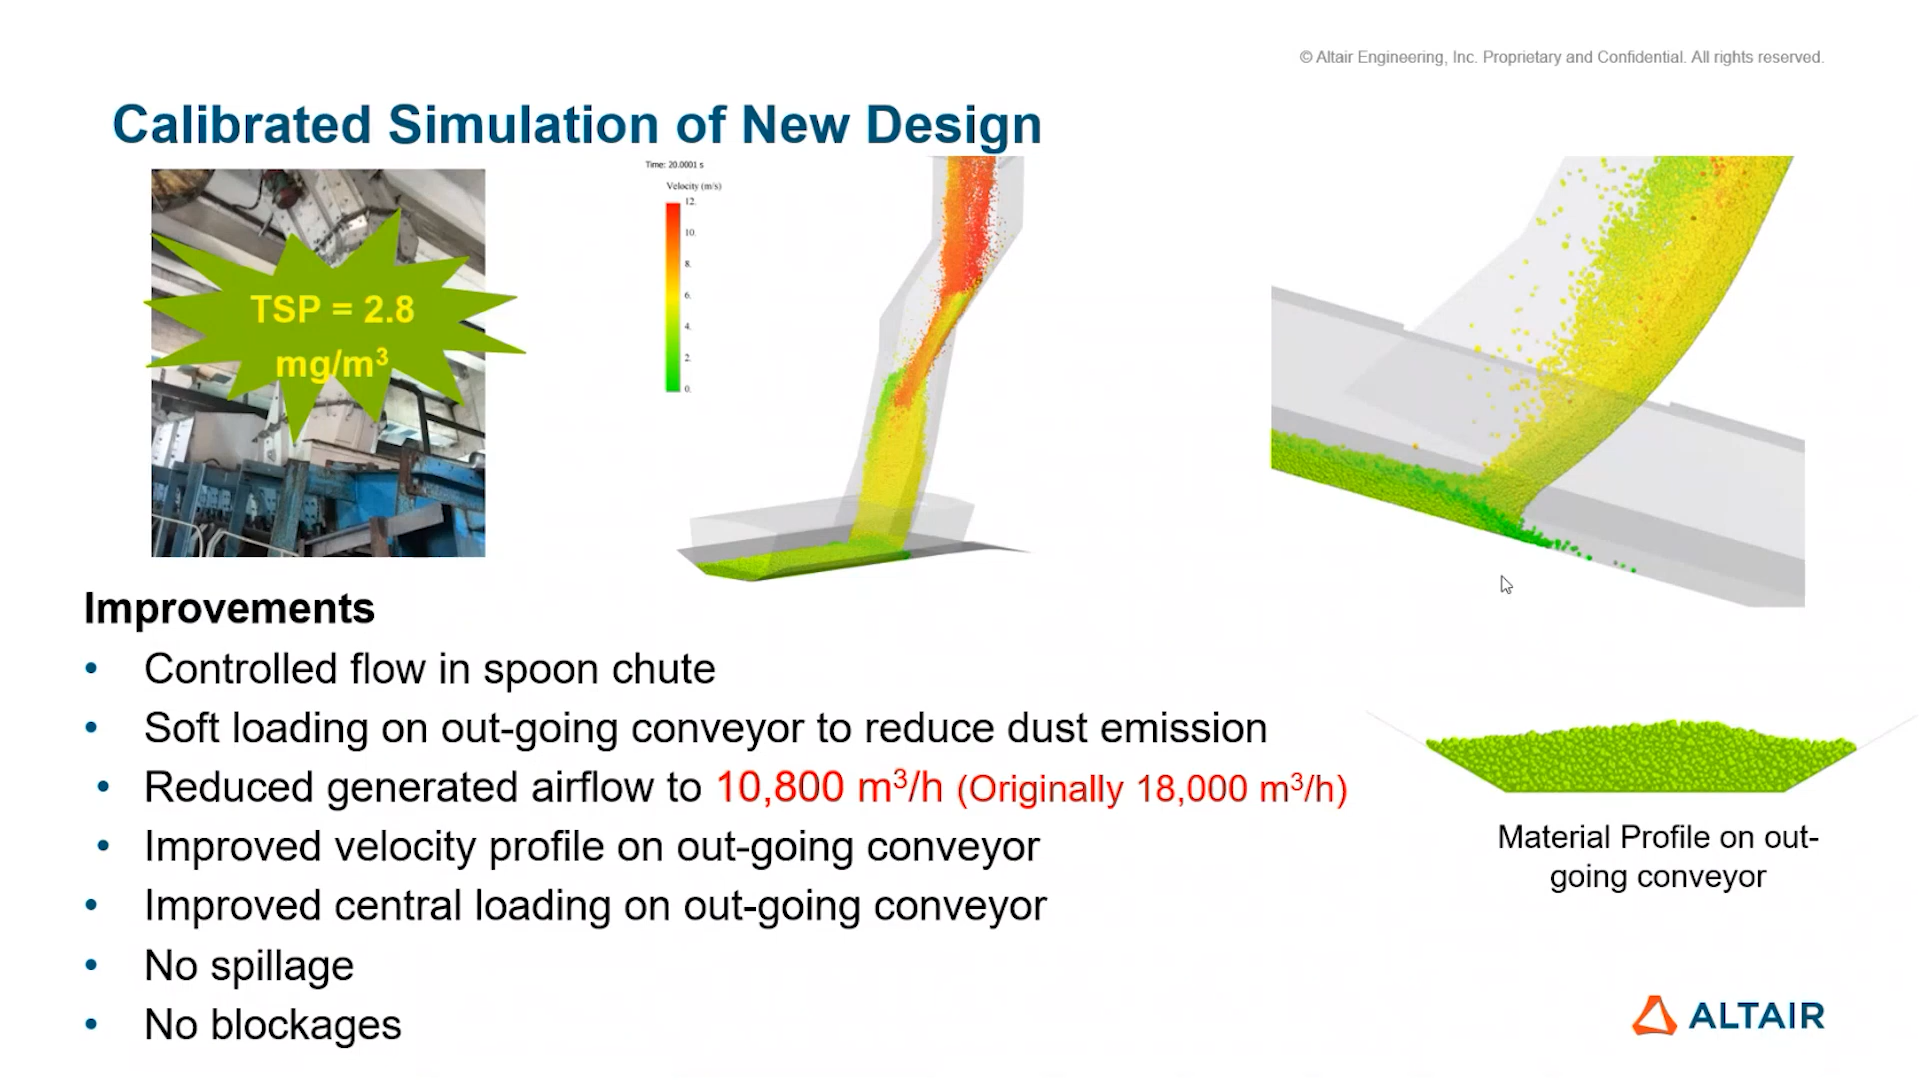 © Altair Engineering, Inc. Proprietary and Confidential. All rights reserved.
Calibrated Simulation of New Design
TSP = 2.8
mg/m³
Time: 20.0001 s
Velocity (m/s)
12.
10.
8.
6.
4.
2.
0.
Improvements
• Controlled flow in spoon chute
• Soft loading on out-going conveyor to reduce dust emission
• Reduced generated airflow to 10,800 m³/h (Originally 18,000 m³/h)
• Improved velocity profile on out-going conveyor
• Improved central loading on out-going conveyor
• No spillage
• No blockages
Material Profile on out-
going conveyor
ALTAIR